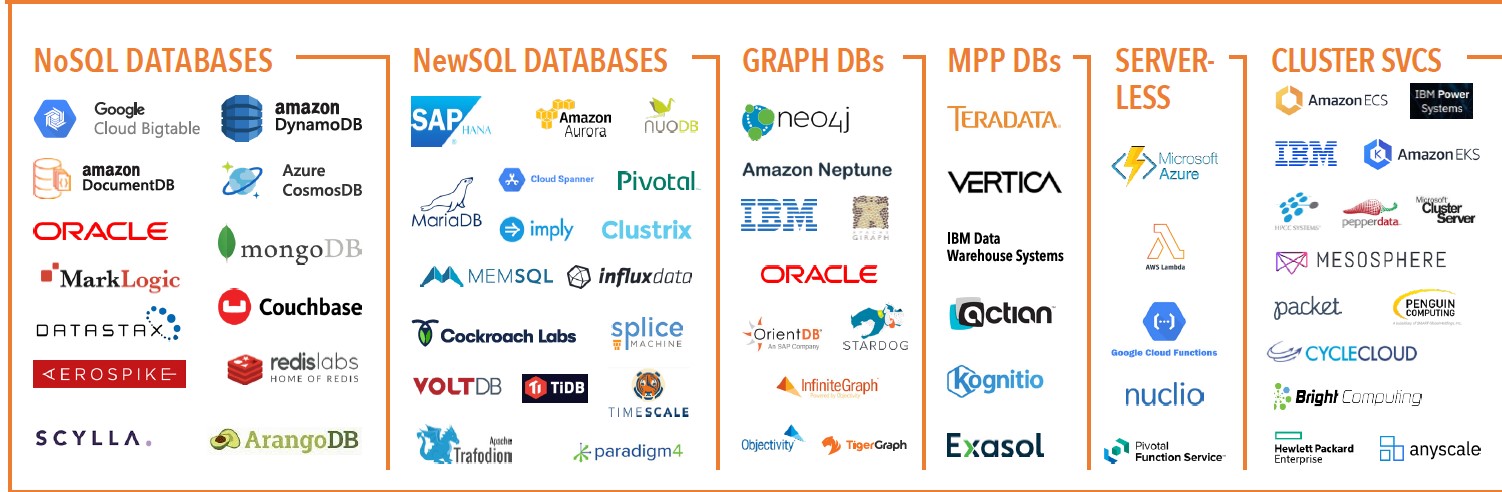 NoSQL DATABASES
Google
Cloud Bigtable
amazon
DynamoDB
amazon
DocumentDB
Azure
CosmosDB
ORACLE
mongoDB
MarkLogic
Couchbase
DATASTAX
redislabs
HOME OF REDIS
AEROSPIKE
SCYLLA.
ArangoDB
NewSQL DATABASES
SAP HANA
Amazon
Aurora
NUODB
MariaDB
Cloud Spanner
Pivotal
imply
Clustrix
MEMSQL
influxdata
Cockroach Labs
splice
MACHINE
VOLTDB
Ti TiDB
TIMESCALE
Apache
Trafodion
paradigm4
GRAPH DBs
neo4j
Amazon Neptune
IBM
APACHE
GIRAPH
ORACLE
OrientDB
An SAP Company
STARDOG
InfiniteGraph
Powered by Objectivity
Objectivity
TigerGraph
MPP DBs
TERADATA
VERTICA
IBM Data
Warehouse Systems
actian
Kognitio
Exasol
SERVER-
LESS
Microsoft
Azure
AWS Lambda
Google Cloud Functions
nuclio
Pivotal
Function Service
CLUSTER SVCS
Amazon ECS
IBM Power
Systems
IBM
K Amazon EKS
HPCC SYSTEMS
pepperdata
Microsoft
Cluster
Server
MESOSPHERE
packet
PENGUIN
COMPUTING
CYCLECLOUD
Bright Computing
Hewlett Packard
Enterprise
anyscale